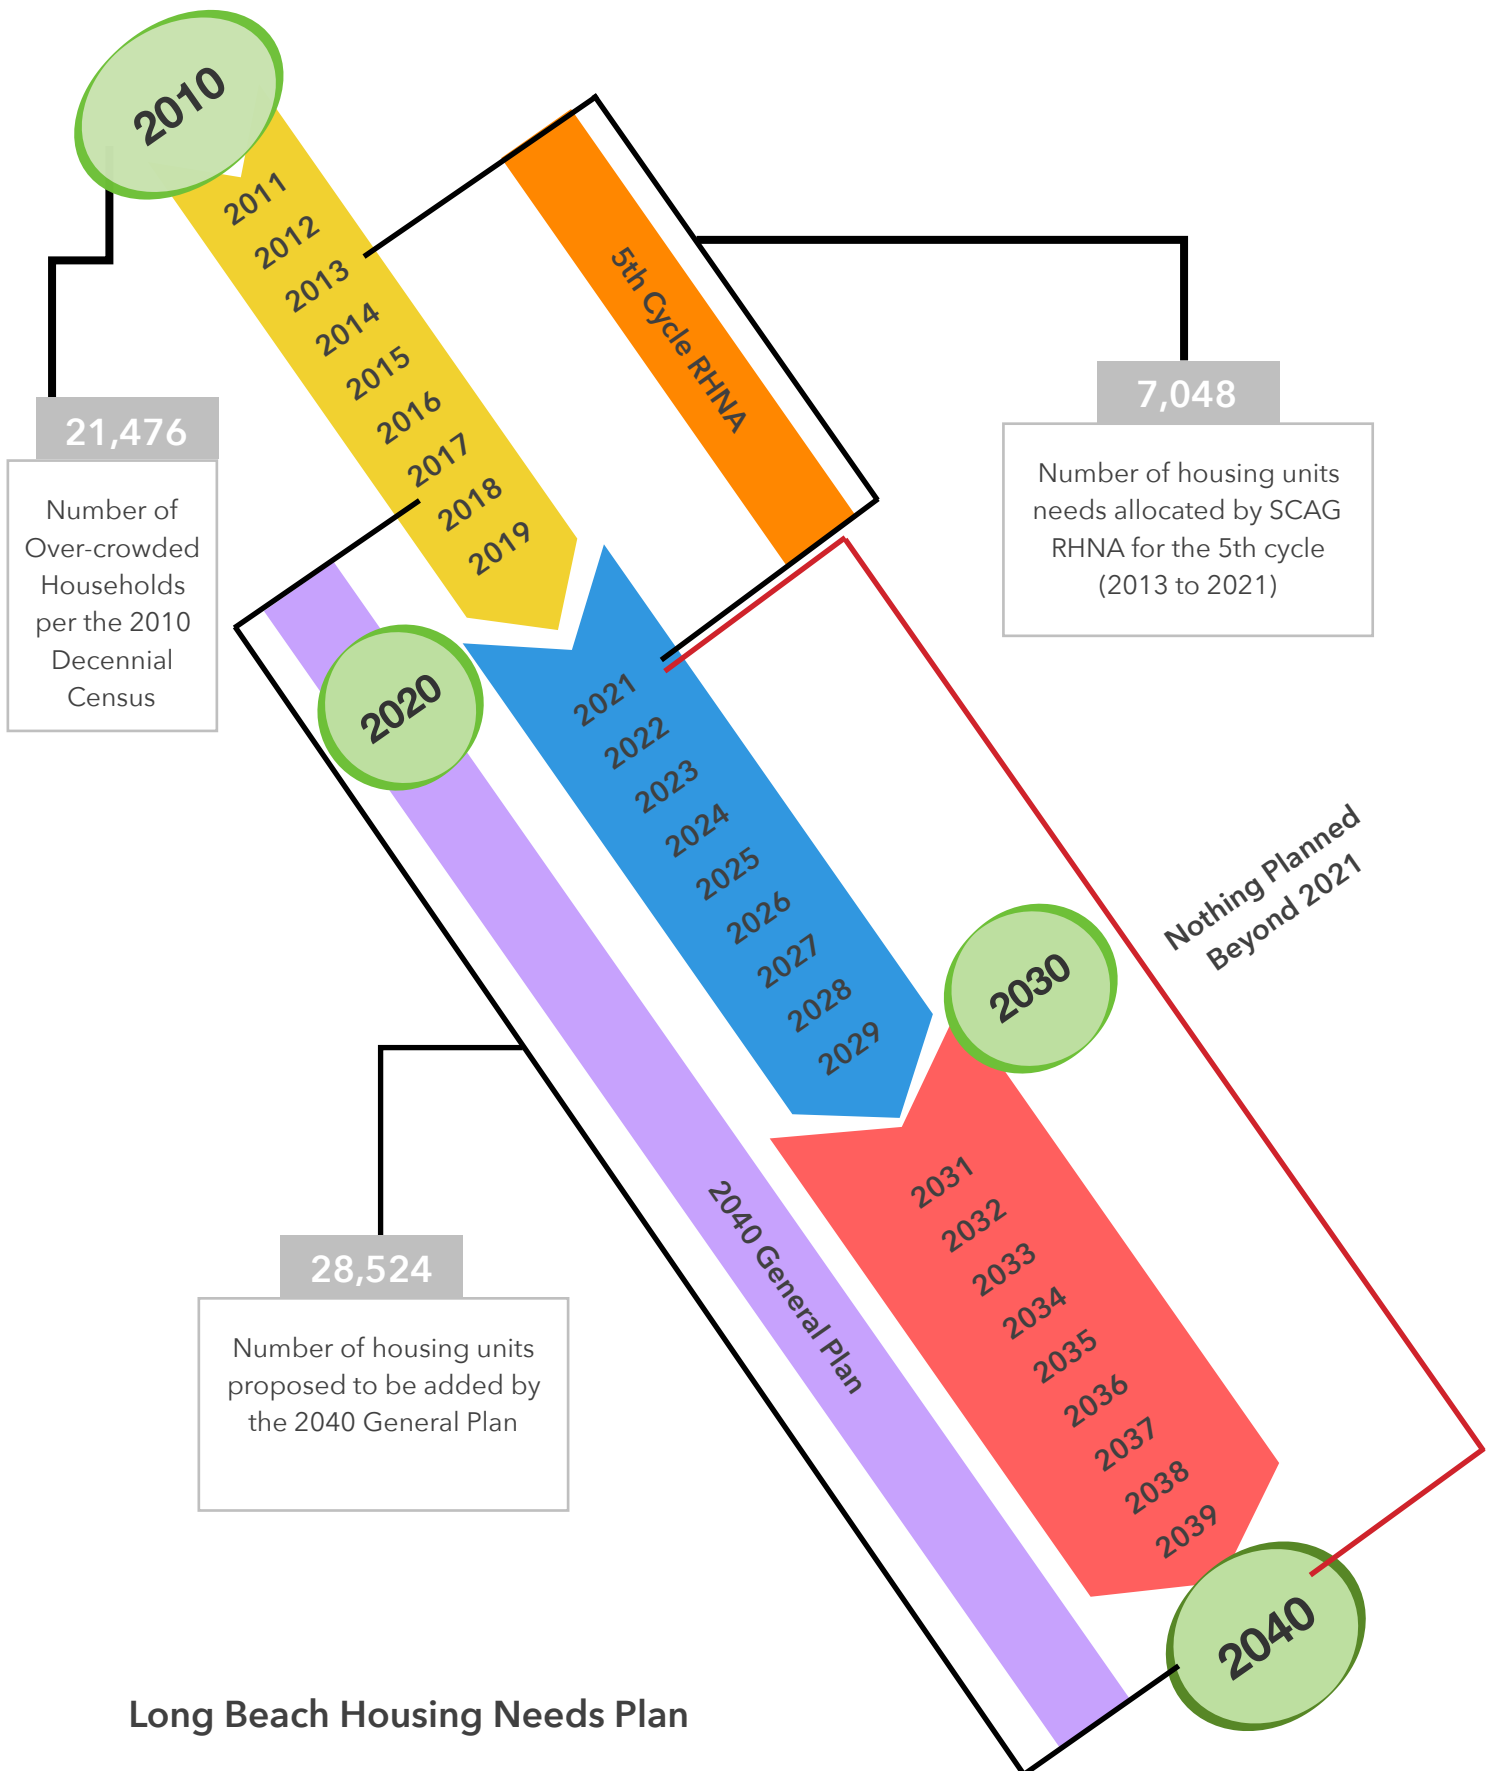 2010
2011
2012
2013
2014
2015
2016
2017
2018
2019
5th Cycle RHNA
7,048
Number of housing units
needs allocated by SCAG
RHNA for the 5th cycle
(2013 to 2021)
21,476
Number of
Over-crowded
Households
per the 2010
Decennial
Census
2020
2021
2022
2023
2024
2025
2026
2027
2028
2029
Nothing Planned
Beyond 2021
2030
2031
2032
2033
2034
2035
2036
2037
2038
2039
2040 General Plan
28,524
Number of housing units
proposed to be added by
the 2040 General Plan
2040
Long Beach Housing Needs Plan